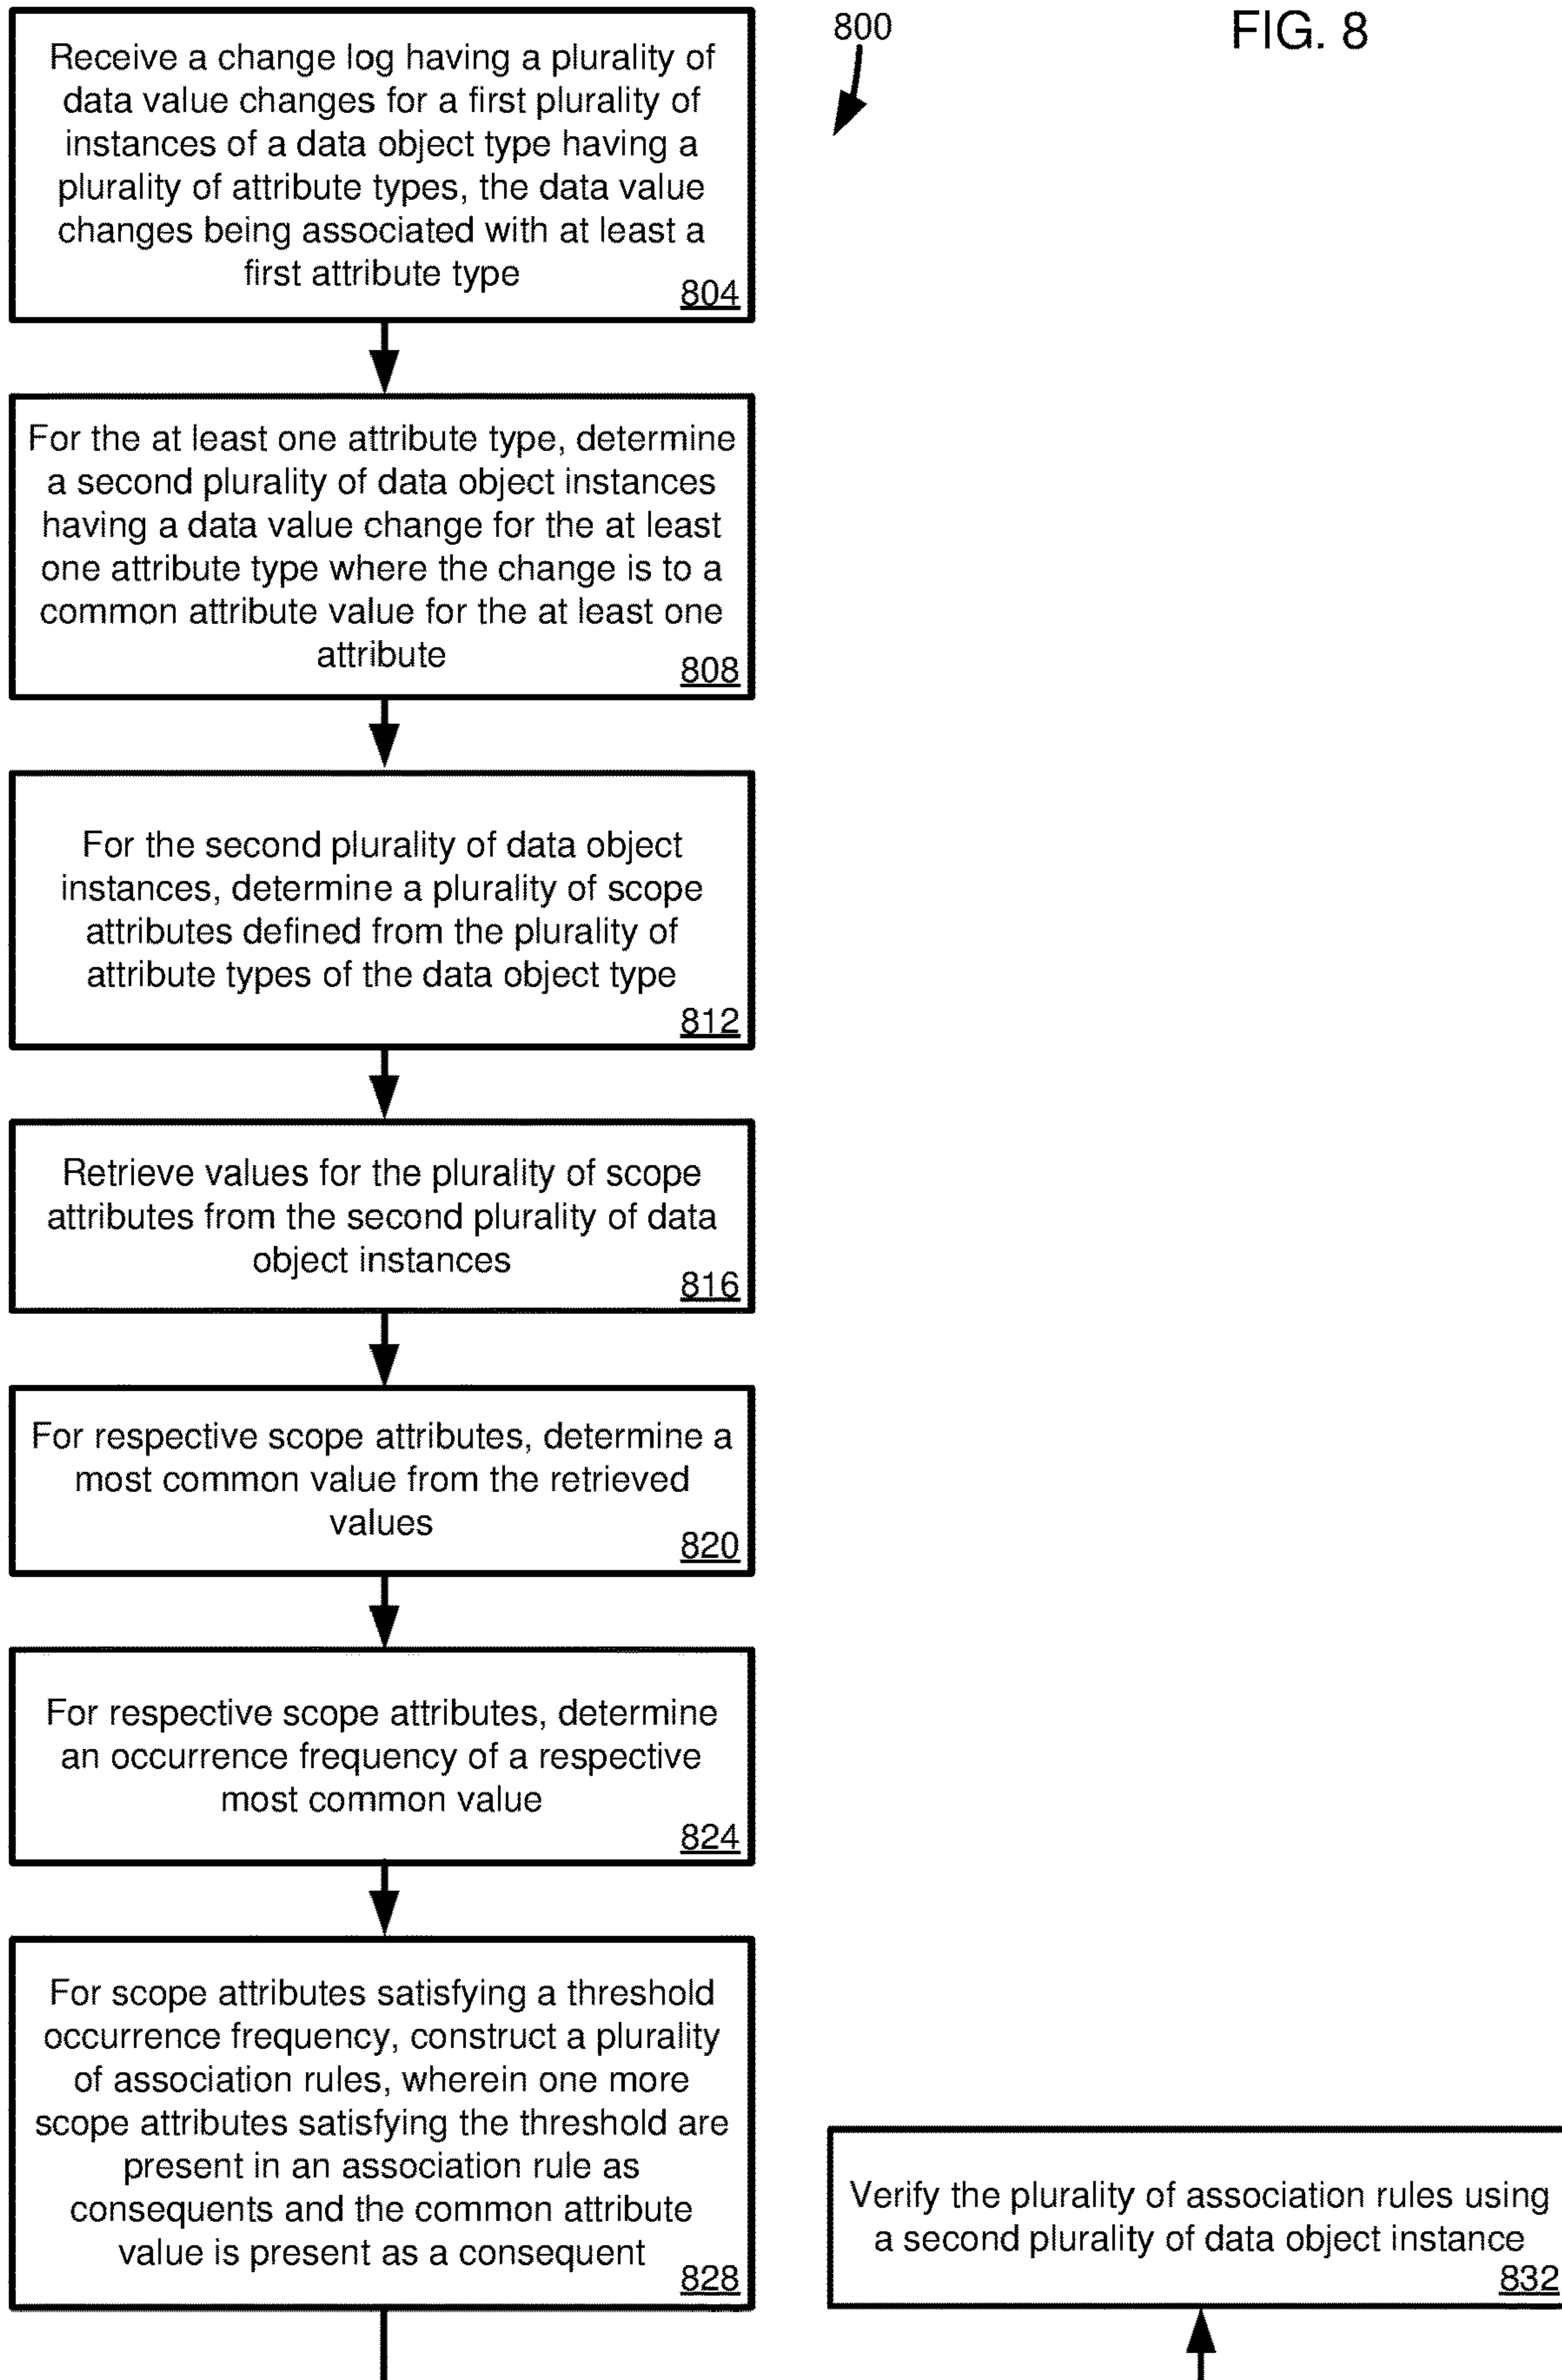 800
FIG. 8
Receive a change log having a plurality of
data value changes for a first plurality of
instances of a data object type having a
plurality of attribute types, the data value
changes being associated with at least a
first attribute type
804
For the at least one attribute type, determine
a second plurality of data object instances
having a data value change for the at least
one attribute type where the change is to a
common attribute value for the at least one
attribute
808
For the second plurality of data object
instances, determine a plurality of scope
attributes defined from the plurality of
attribute types of the data object type
812
Retrieve values for the plurality of scope
attributes from the second plurality of data
object instances
816
For respective scope attributes, determine a
most common value from the retrieved
values
820
For respective scope attributes, determine
an occurrence frequency of a respective
most common value
824
For scope attributes satisfying a threshold
occurrence frequency, construct a plurality
of association rules, wherein one more
scope attributes satisfying the threshold are
present in an association rule as
consequents and the common attribute
value is present as a consequent
828
Verify the plurality of association rules using
a second plurality of data object instance
832